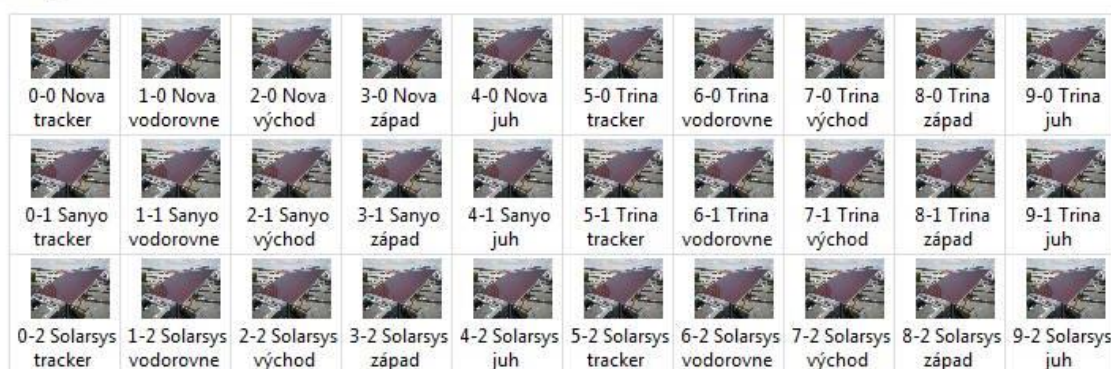 0-0 Nova 1-0 Nova 2-0 Nova 3-0 Nova 4-0 Nova 5-0 Trina 6-0 Trina 7-0 Trina 8-0 Trina 9-0 Trina
tracker vodorovne východ západ juh tracker vodorovne východ západ juh
0-1 Sanyo 1-1 Sanyo 2-1 Sanyo 3-1 Sanyo 4-1 Sanyo 5-1 Trina 6-1 Trina 7-1 Trina 8-1 Trina 9-1 Trina
tracker vodorovne východ západ juh tracker vodorovne východ západ juh
0-2 Solarsys 1-2 Solarsys 2-2 Solarsys 3-2 Solarsys 4-2 Solarsys 5-2 Solarsys 6-2 Solarsys 7-2 Solarsys 8-2 Solarsys 9-2 Solarsys
tracker vodorovne východ západ juh tracker vodorovne východ západ juh